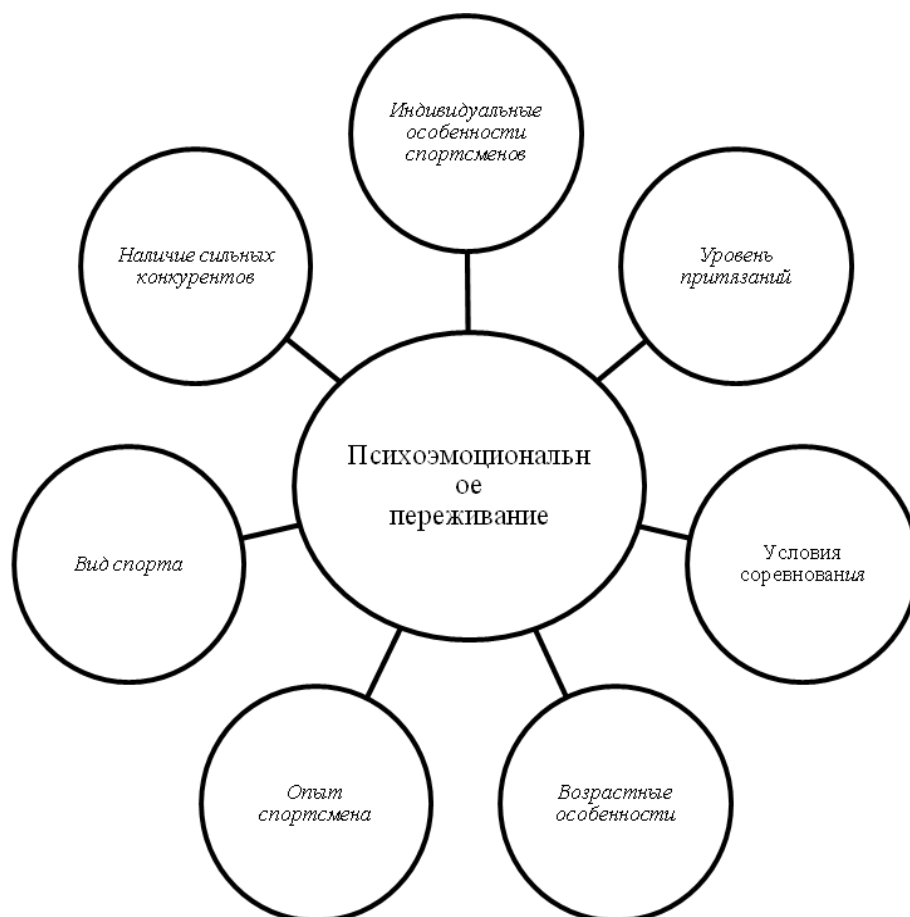 Индивидуальные
особенности
спортсменов
Наличие сильных
конкурентов
Уровень
притязаний
Психоэмоциональн
ое
переживание
Вид спорта
Условия
соревнования
Опыт
спортсмена
Возрастные
особенности